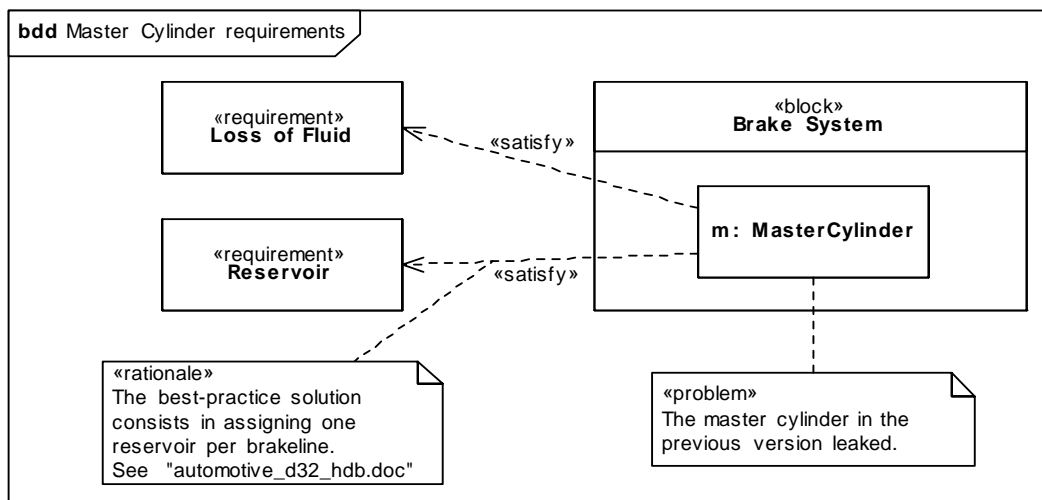 bdd Master Cylinder requirements
«requirement»
Loss of Fluid
«satisfy»
«block»
Brake System
m: MasterCylinder
«requirement»
Reservoir
«satisfy»
«rationale»
The best-practice solution
consists in assigning one
reservoir per brakeline.
See "automotive_d32_hdb.doc"
«problem»
The master cylinder in the
previous version leaked.